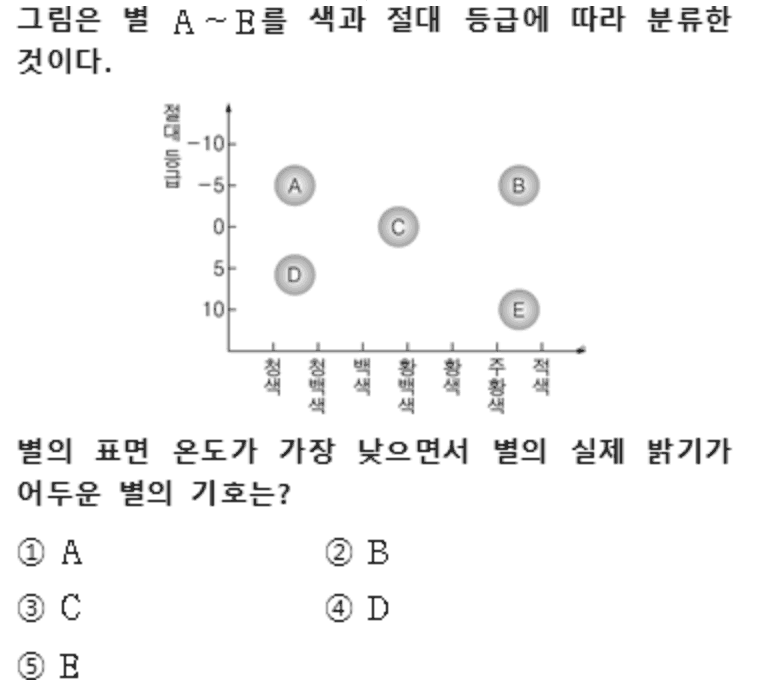 그림은 별 A ~ E를 색과 절대 등급에 따라 분류한
것이다.
절대 등급
-10
-5
0
5
10
A
B
C
D
E
청색
청백색
백색
황백색
황색
주황색
적색
별의 표면 온도가 가장 낮으면서 별의 실제 밝기가
어두운 별의 기호는?
① A
② B
③ C
④ D
⑤ E